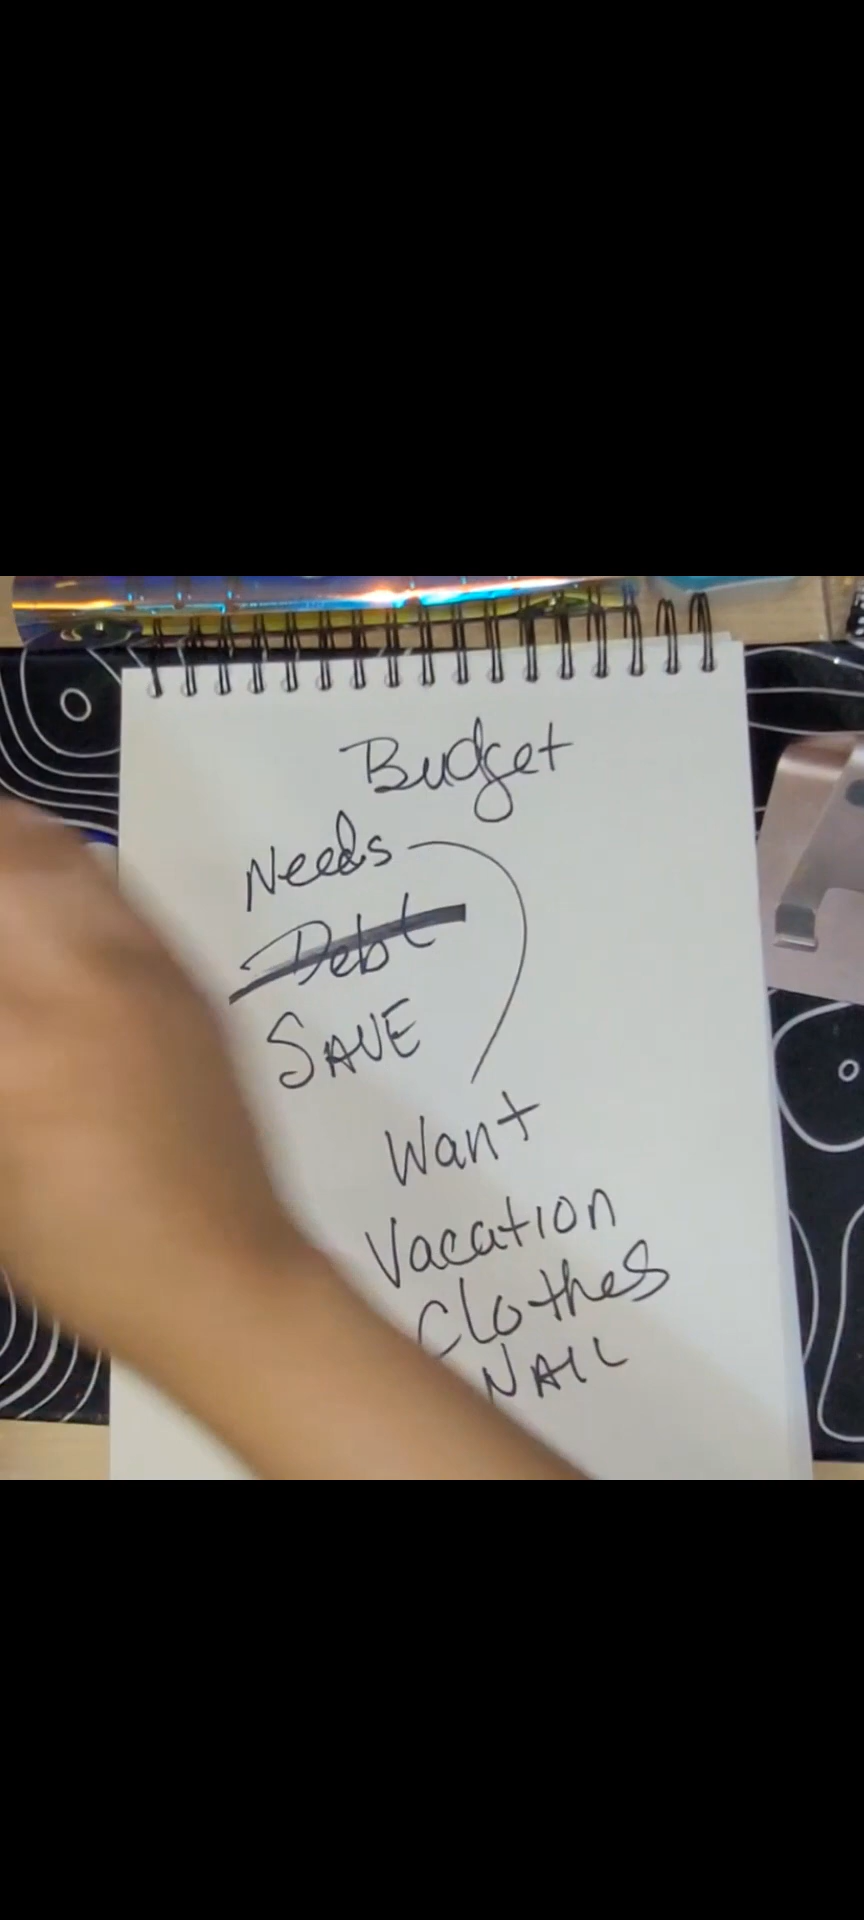 Budget
Needs
Debt
SAVE
Want
Vacation
Clothes
NAIL